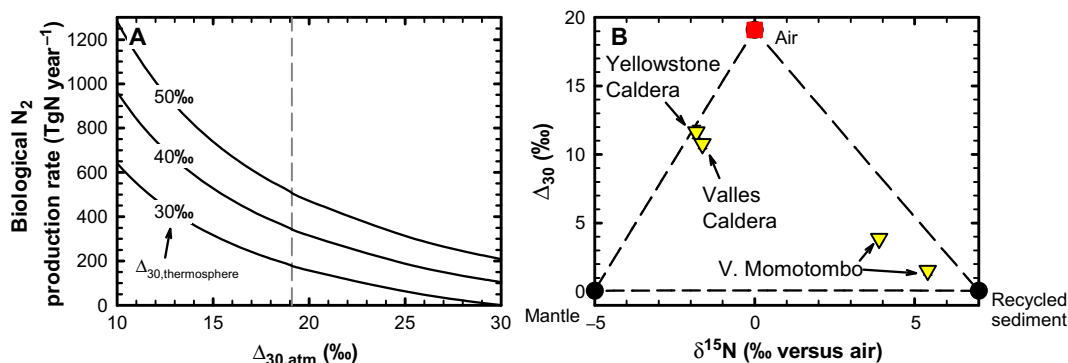 A
Biological N₂
production rate (TgN year⁻¹)
1200
1000
800
600
400
200
0
50‰
40‰
30‰
Δ30,thermosphere
10
15
20
25
30
Δ30,atm (‰)
B
Δ30 (‰)
20
15
10
5
0
Air
Yellowstone
Caldera
Valles
Caldera
V. Momotombo
Mantle
Recycled
sediment
−5
0
5
δ¹⁵N (‰ versus air)